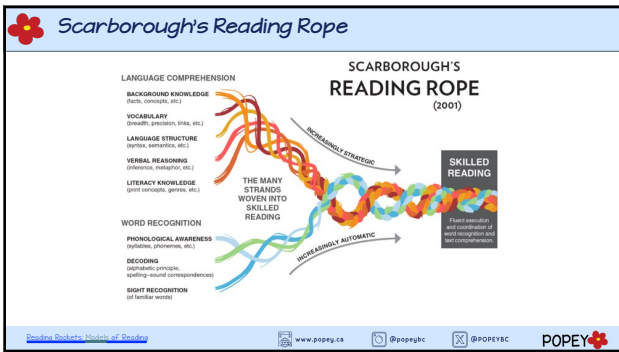 Scarborough's Reading Rope
SCARBOROUGH'S
READING ROPE
(2001)
LANGUAGE COMPREHENSION
BACKGROUND KNOWLEDGE
(facts, concepts, etc.)
VOCABULARY
(breadth, precision, links, etc.)
LANGUAGE STRUCTURE
(syntax, semantics, etc.)
VERBAL REASONING
(inference, metaphor, etc.)
LITERACY KNOWLEDGE
(print concepts, genres, etc.)
THE MANY
STRANDS
WOVEN INTO
SKILLED
READING
INCREASINGLY STRATEGIC
SKILLED
READING
Fluent execution
and coordination of
word recognition and
text comprehension.
WORD RECOGNITION
PHONOLOGICAL AWARENESS
(syllables, phonemes, etc.)
DECODING
(alphabetic principle,
spelling–sound correspondences)
SIGHT RECOGNITION
(of familiar words)
INCREASINGLY AUTOMATIC
Reading Rockets: Models of Reading
www.popey.ca
@popeybc
@POPEYBC
POPEY